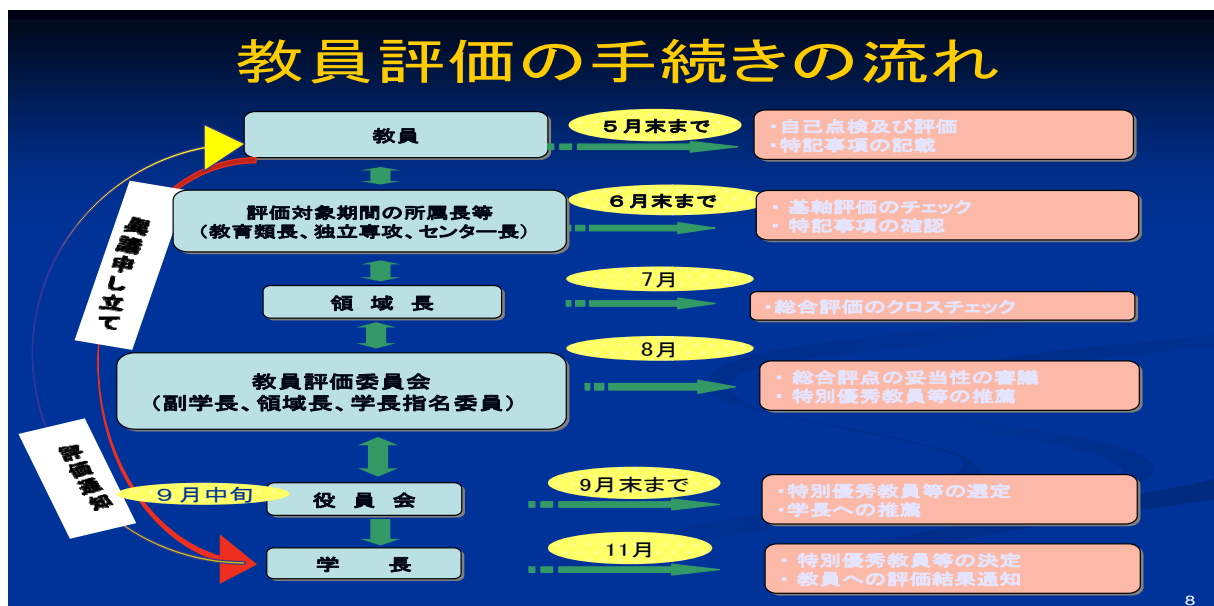 教員評価の手続きの流れ
教員
5月末まで
・自己点検及び評価
・特記事項の記載
評価対象期間の所属長等
（教育類長、独立専攻、センター長）
6月末まで
・ 基軸評価のチェック
・ 特記事項の確認
異議申し立て
領 域 長
7月
・総合評価のクロスチェック
教員評価委員会
（副学長、領域長、学長指名委員）
8月
・ 総合評点の妥当性の審議
・ 特別優秀教員等の推薦
評価通知
9月中旬
役 員 会
9月末まで
・特別優秀教員等の選定
・学長への推薦
学 長
11月
・ 特別優秀教員等の決定
・ 教員への評価結果通知
8